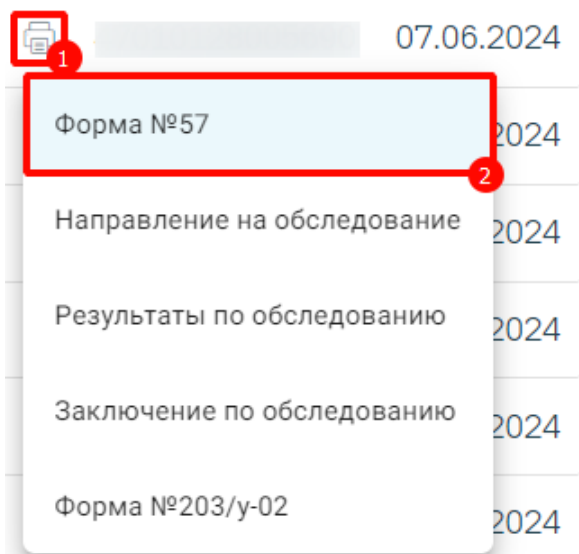 1
07.06.2024
Форма №57
2024
2
Направление на обследование
2024
Результаты по обследованию
2024
Заключение по обследованию
2024
Форма №203/у-02
2024